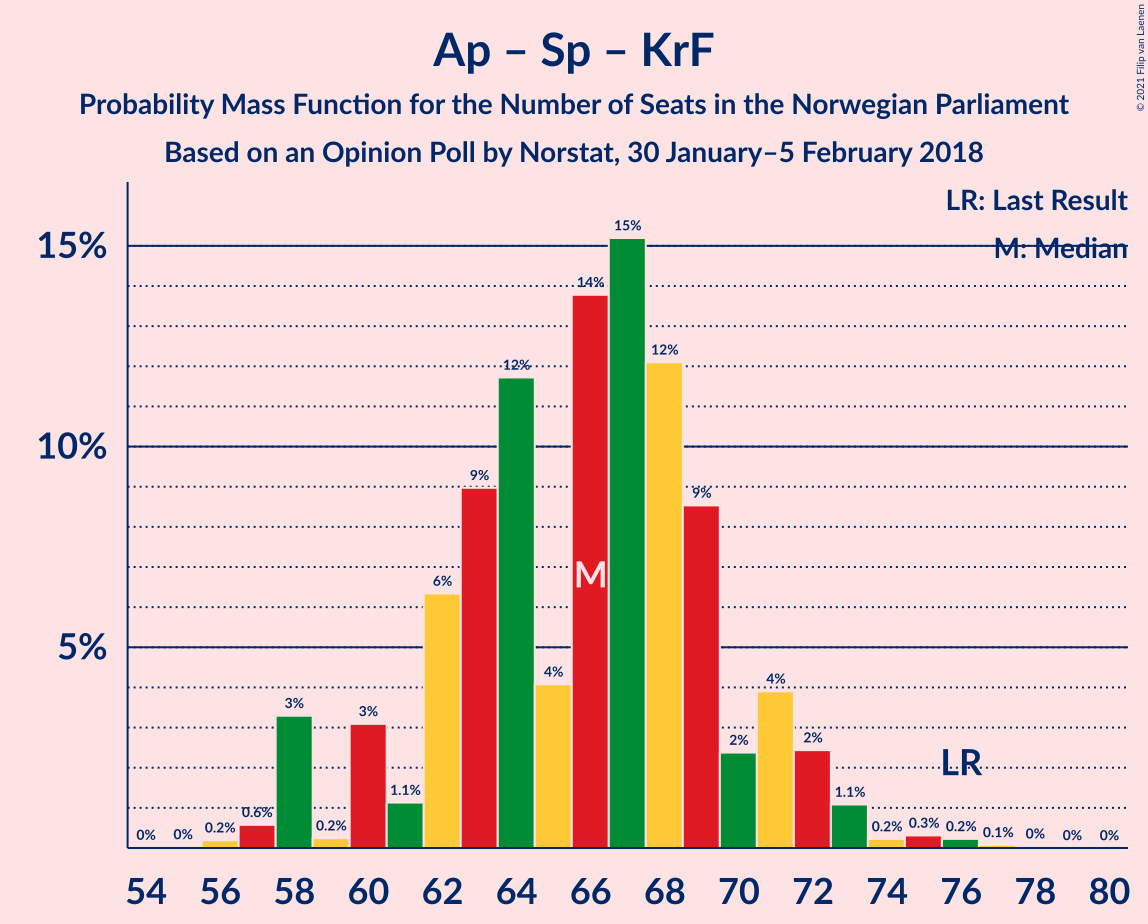 Ap – Sp – KrF
Probability Mass Function for the Number of Seats in the Norwegian Parliament
Based on an Opinion Poll by Norstat, 30 January–5 February 2018
© 2021 Filip van Laenen
LR: Last Result
M: Median
15%
10%
5%
0% 0% 0.2% 0.6% 3% 0.2% 3% 1.1% 6% 9% 12% 4% 14% 15% 12% 9% 2% 4% 2% 1.1% 0.2% 0.3% 0.2% 0.1% 0% 0% 0%
M
LR
54 56 58 60 62 64 66 68 70 72 74 76 78 80